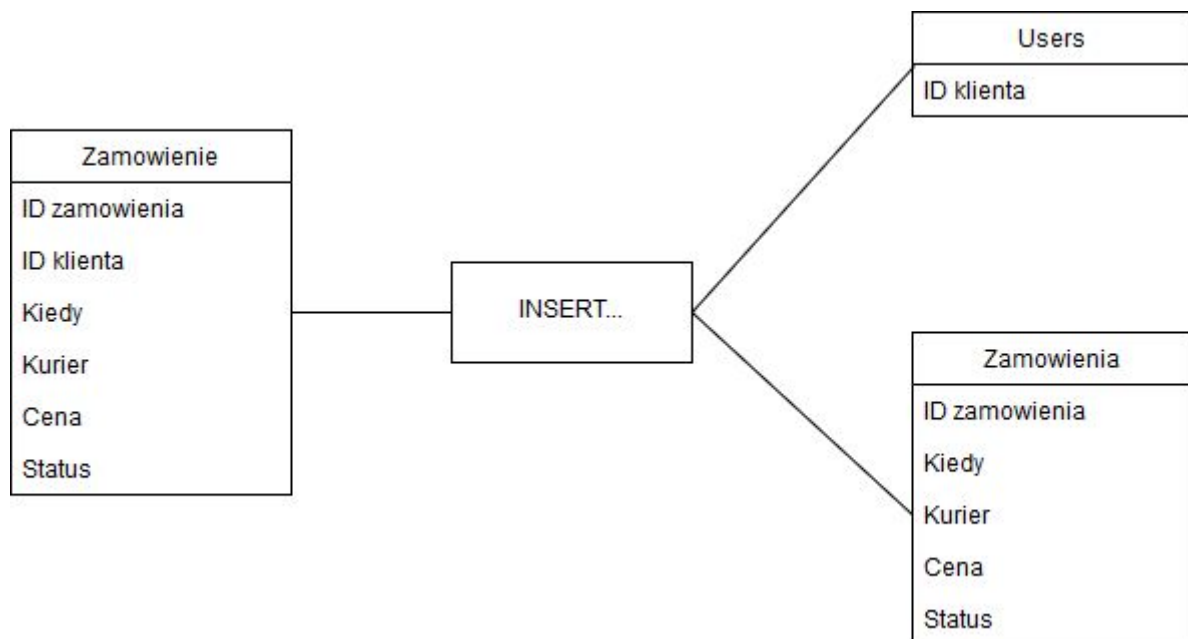 Zamowienie
ID zamowienia
ID klienta
Kiedy
Kurier
Cena
Status
INSERT...
Users
ID klienta
Zamowienia
ID zamowienia
Kiedy
Kurier
Cena
Status